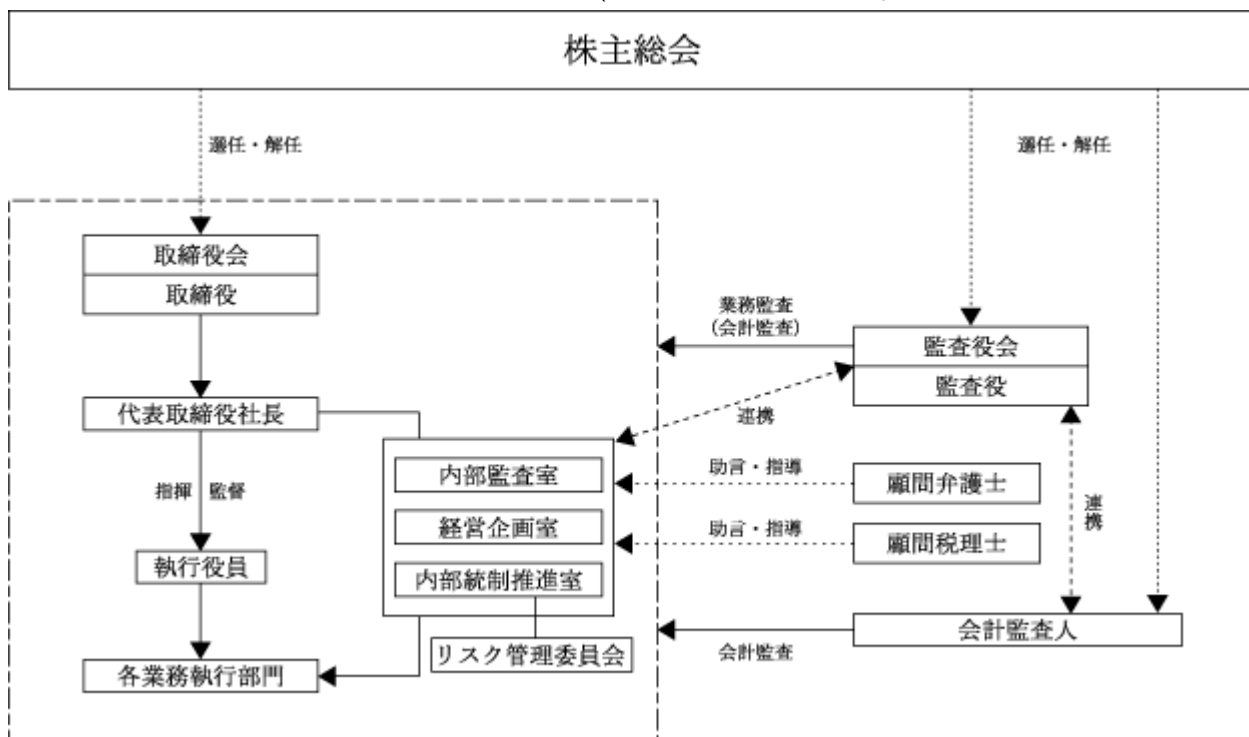 株主総会
選任・解任
選任・解任
取締役会
取締役
業務監査
(会計監査)
監査役会
監査役
代表取締役社長
連携
内部監査室
助言・指導
顧問弁護士
指揮 監督
連携
経営企画室
助言・指導
顧問税理士
執行役員
内部統制推進室
会計監査人
会計監査
リスク管理委員会
各業務執行部門